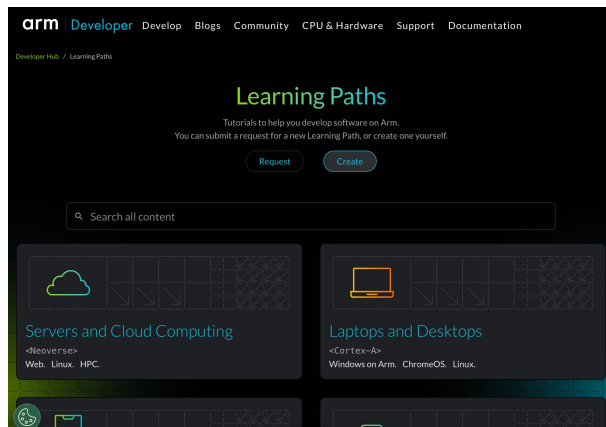 arm Developer Develop Blogs Community CPU & Hardware Support Documentation
Developer Hub / Learning Paths
Learning Paths
Tutorials to help you develop software on Arm.
You can submit a request for a new Learning Path, or create one yourself.
Request Create
Search all content
Servers and Cloud Computing
<Neoverse>
Web. Linux. HPC.
Laptops and Desktops
<Cortex-A>
Windows on Arm. ChromeOS. Linux.